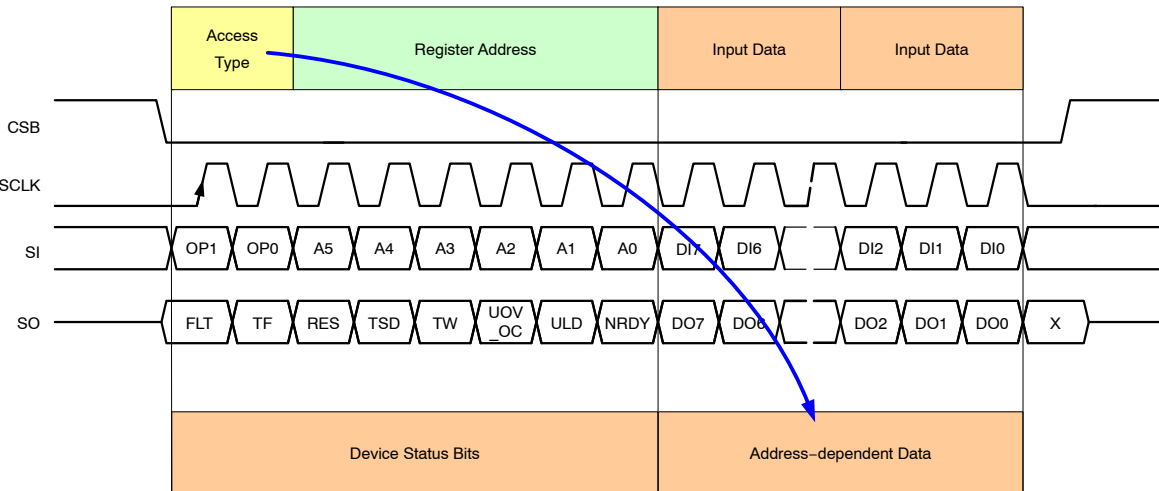 Access
Type
Register Address
Input Data
Input Data
CSB
SCLK
SI
OP1 OP0 A5 A4 A3 A2 A1 A0 DI7 DI6 DI2 DI1 DI0
SO
FLT TF RES TSD TW UOV
_OC ULD NRDY DO7 DO6 DO2 DO1 DO0 X
Device Status Bits
Address−dependent Data